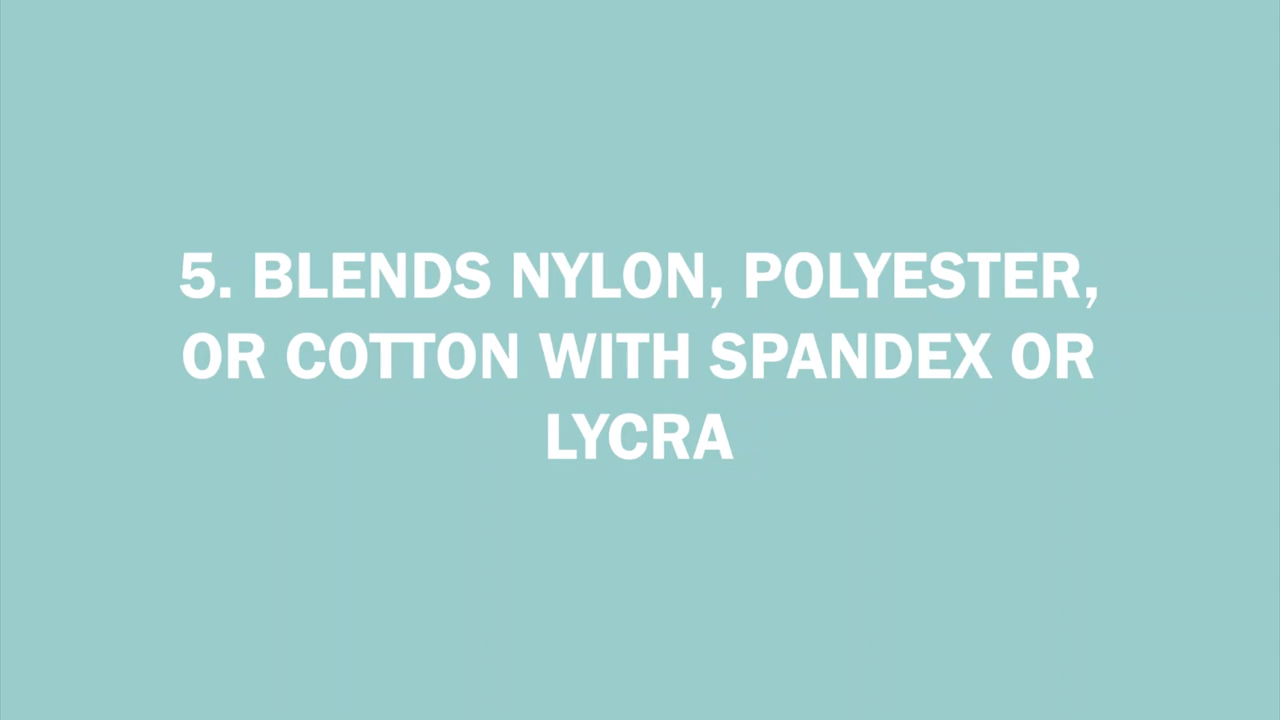 5. BLENDS NYLON, POLYESTER,
OR COTTON WITH SPANDEX OR
LYCRA